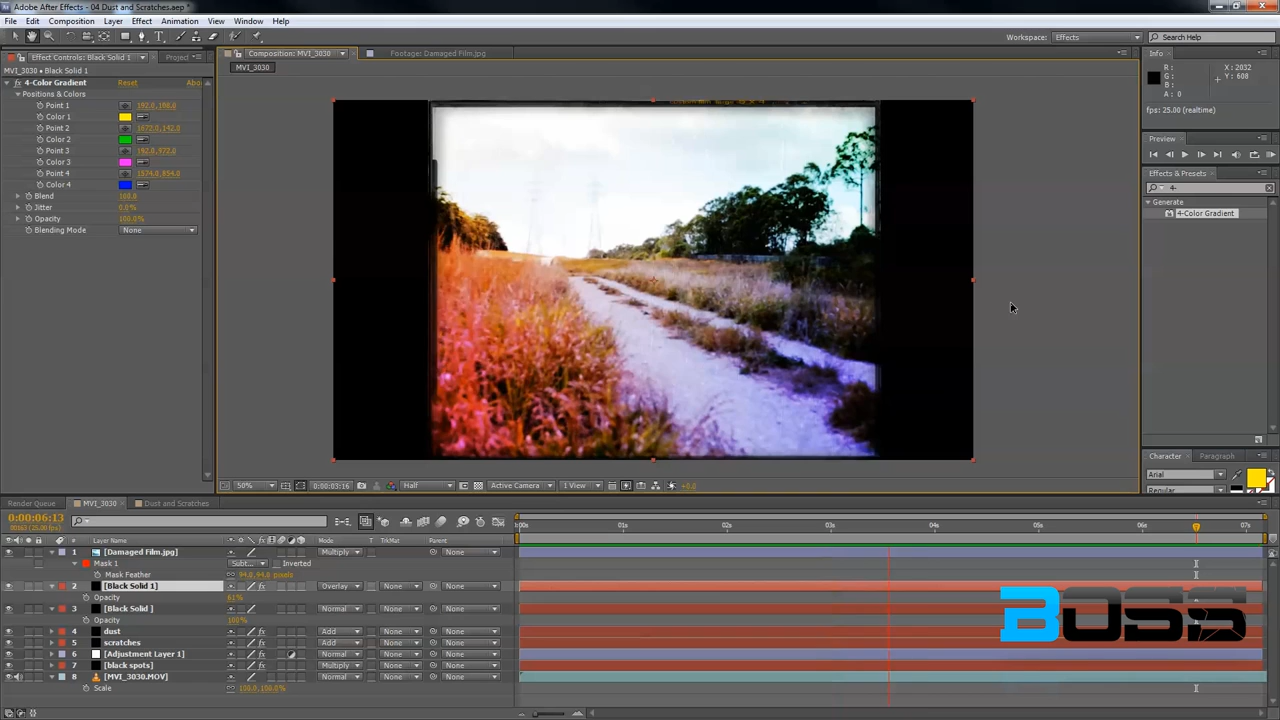 Adobe After Effects - 04 Dust and Scratches.aep *
File Edit Composition Layer Effect Animation View Window Help
Workspace: Effects Search Help
Effect Controls: Black Solid 1 Project
MVI_3030 • Black Solid 1
4-Color Gradient Reset Abo
Positions & Colors
Point 1 192.0,108.0
Color 1
Point 2 1672.0,142.0
Color 2
Point 3 192.0,972.0
Color 3
Point 4 1574.0,854.0
Color 4
Blend 100.0
Jitter 0.0%
Opacity 100.0%
Blending Mode None
Composition: MVI_3030 Footage: Damaged Film.jpg
MVI_3030
50% 0:00:03:16 Half Active Camera 1 View +0.0
Info
R:
G:
B:
A: 0
X: 2032
Y: 608
fps: 25.00 (realtime)
Preview
Effects & Presets
4-
Generate
4-Color Gradient
Character Paragraph
Arial
Regular
Render Queue MVI_3030 Dust and Scratches
0:00:06:13
00163 (25.00 fps)
# Layer Name Mode T TrkMat Parent
1 [Damaged Film.jpg] Multiply None
Mask 1 Subt... Inverted
Mask Feather 94.0,94.0 pixels
2 [Black Solid 1] Overlay None None
Opacity 61%
3 [Black Solid ] Normal None None
Opacity 100%
4 dust Add None None
5 scratches Add None None
6 [Adjustment Layer 1] Normal None None
7 [black spots] Multiply None None
8 [MVI_3030.MOV] Normal None None
Scale 100.0,100.0%
:00s 01s 02s 03s 04s 05s 06s 07s
BOSS